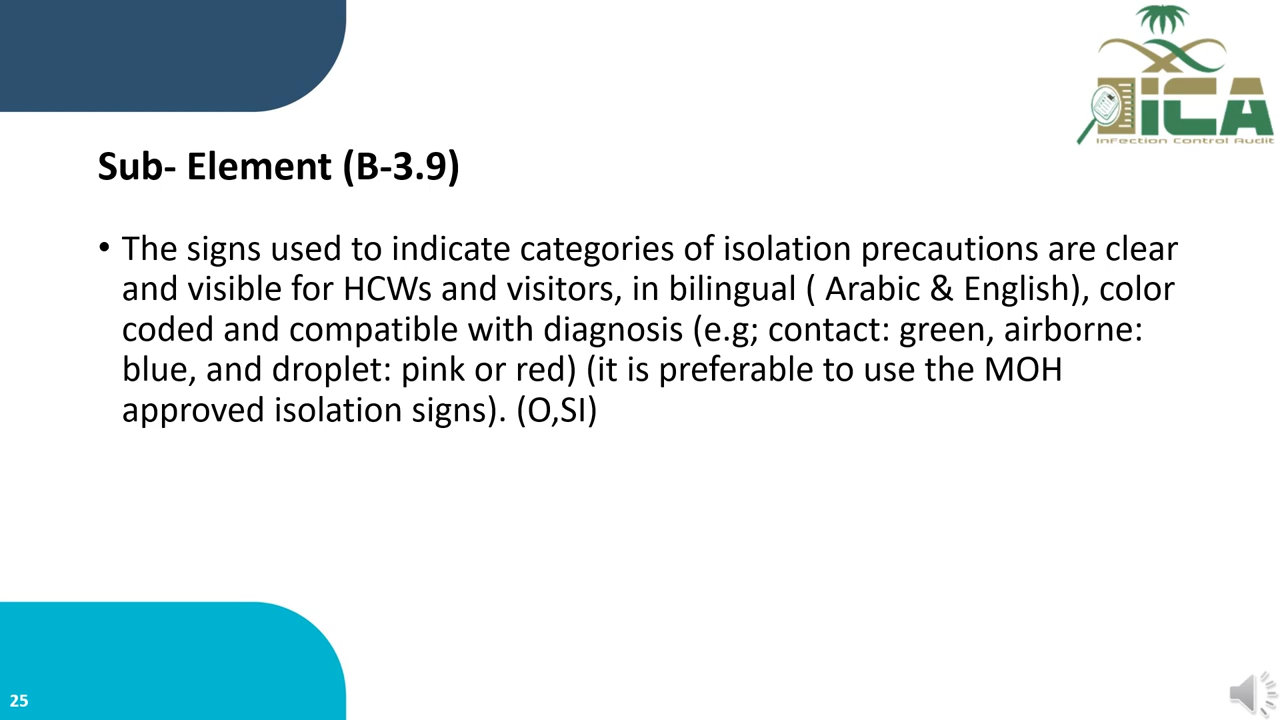 iCA
Infection Control Audit
Sub- Element (B-3.9)
• The signs used to indicate categories of isolation precautions are clear
and visible for HCWs and visitors, in bilingual ( Arabic & English), color
coded and compatible with diagnosis (e.g; contact: green, airborne:
blue, and droplet: pink or red) (it is preferable to use the MOH
approved isolation signs). (O,SI)
25